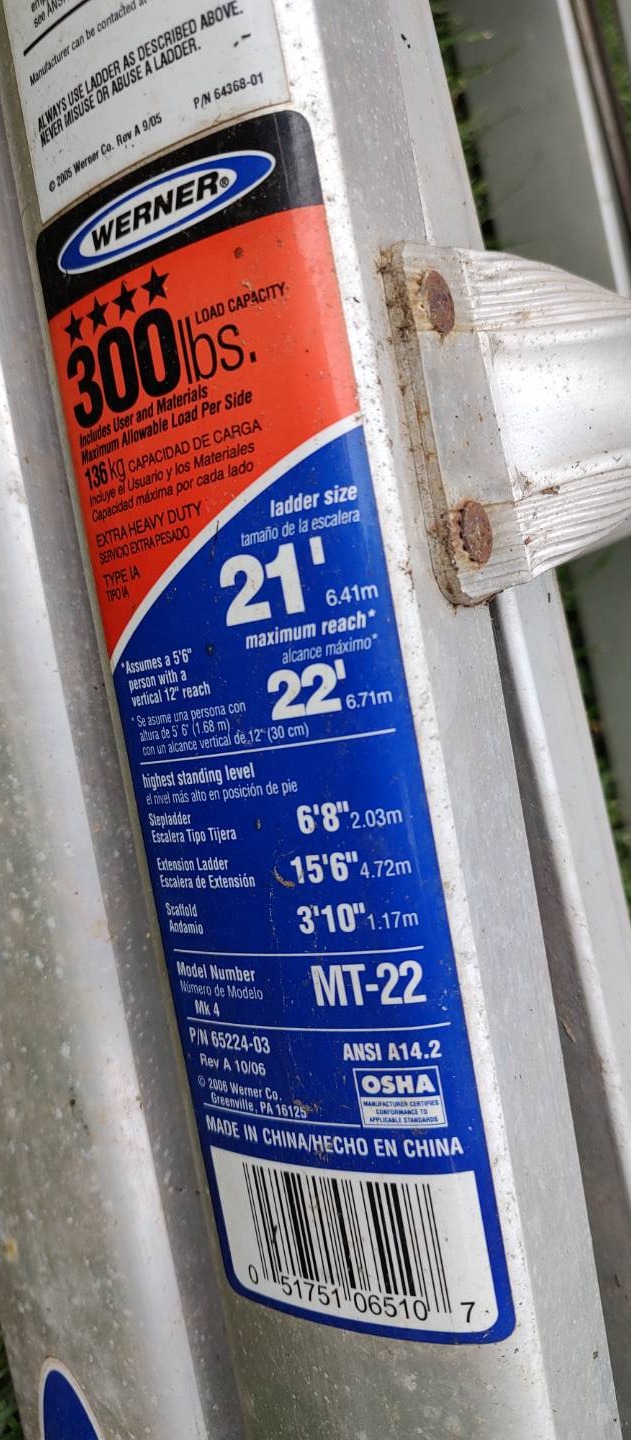 see ANSI
Manufacturer can be contacted at
ALWAYS USE LADDER AS DESCRIBED ABOVE.
NEVER MISUSE OR ABUSE A LADDER.
© 2005 Werner Co. Rev A 9/05
P/N 64368-01
WERNER®
★★★★
300 lbs. LOAD CAPACITY
Includes User and Materials
Maximum Allowable Load Per Side
136 kg CAPACIDAD DE CARGA
Incluye el Usuario y los Materiales
Capacidad máxima por cada lado
EXTRA HEAVY DUTY
SERVICIO EXTRA PESADO
TYPE IA
TIPO IA
ladder size
tamaño de la escalera
21' 6.41m
maximum reach*
alcance máximo*
22' 6.71m
*Assumes a 5'6"
person with a
vertical 12" reach
* Se asume una persona con
altura de 5' 6" (1.68 m)
con un alcance vertical de 12" (30 cm)
highest standing level
el nivel más alto en posición de pie
Stepladder 6'8" 2.03m
Escalera Tipo Tijera
Extension Ladder 15'6" 4.72m
Escalera de Extensión
Scaffold 3'10" 1.17m
Andamio
Model Number MT-22
Número de Modelo
Mk 4
P/N 65224-03
Rev A 10/06
© 2006 Werner Co.
Greenville, PA 16125
ANSI A14.2
OSHA
MANUFACTURER CERTIFIES
CONFORMANCE TO
APPLICABLE STANDARDS
MADE IN CHINA/HECHO EN CHINA
0 51751 06510 7